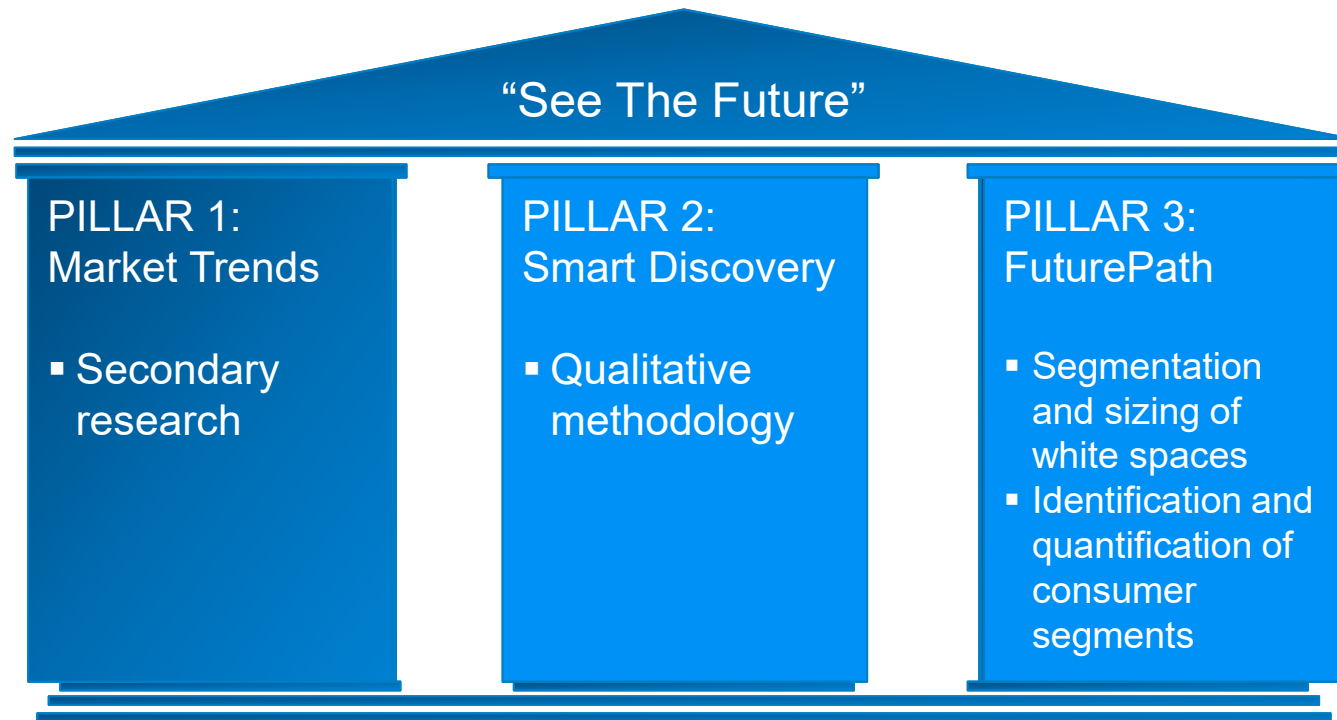 “See The Future”
PILLAR 1:
Market Trends
▪ Secondary
research
PILLAR 2:
Smart Discovery
▪ Qualitative
methodology
PILLAR 3:
FuturePath
▪ Segmentation
and sizing of
white spaces
▪ Identification and
quantification of
consumer
segments